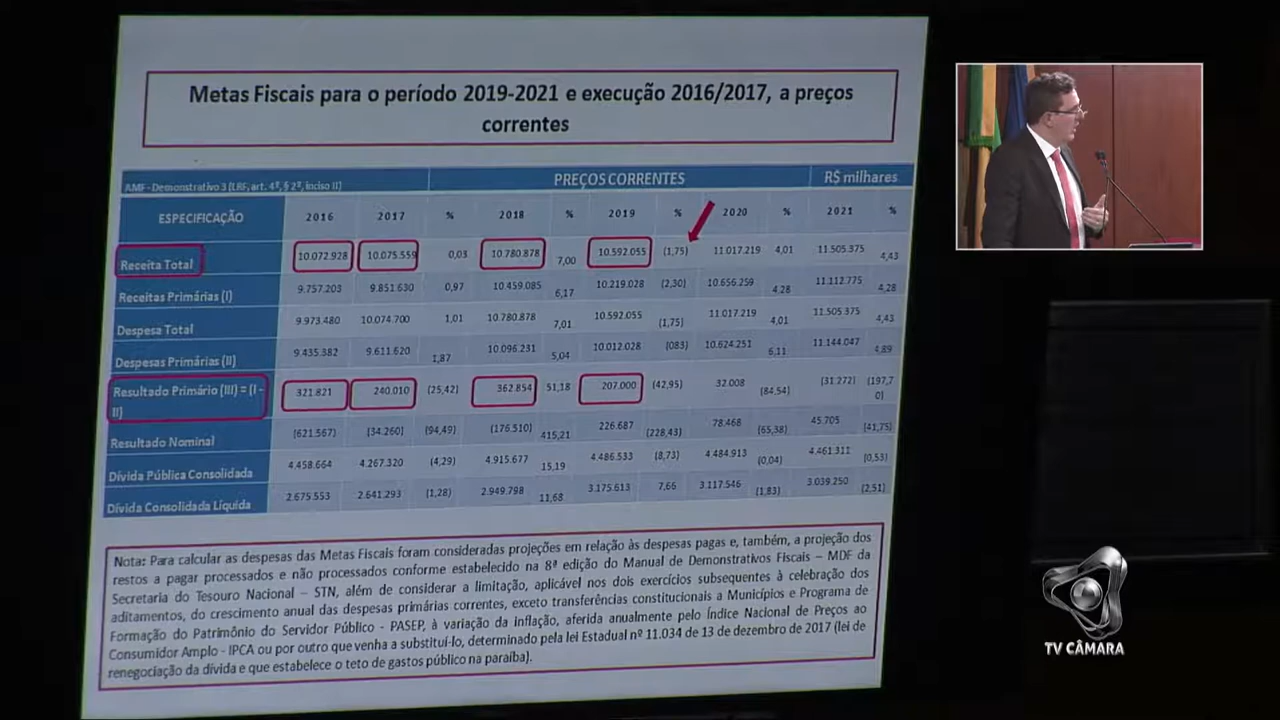 Metas Fiscais para o período 2019-2021 e execução 2016/2017, a preços
correntes
AMF - Demonstrativo 3 (LRF, art. 4º, § 2º, inciso II) PREÇOS CORRENTES R$ milhares
ESPECIFICAÇÃO 2016 2017 % 2018 % 2019 % 2020 % 2021 %
Receita Total 10.072.928 10.075.559 0,03 10.780.878 7,00 10.592.055 (1,75) 11.017.219 4,01 11.505.375 4,43
Receitas Primárias (I) 9.757.203 9.851.630 0,97 10.459.085 6,17 10.219.028 (2,30) 10.656.259 4,28 11.112.775 4,28
Despesa Total 9.973.480 10.074.700 1,01 10.780.878 7,01 10.592.055 (1,75) 11.017.219 4,01 11.505.375 4,43
Despesas Primárias (II) 9.435.382 9.611.620 1,87 10.096.231 5,04 10.012.028 (083) 10.624.251 6,11 11.144.047 4,89
Resultado Primário (III) = (I - 321.821 240.010 (25,42) 362.854 51,18 207.000 (42,95) 32.008 (84,54) (31.272) (197,7
II) 0)
Resultado Nominal (621.567) (34.260) (94,49) (176.510) 415,21 226.687 (228,43) 78.468 (65,38) 45.705 (41,75)
Dívida Pública Consolidada 4.458.664 4.267.320 (4,29) 4.915.677 15,19 4.486.533 (8,73) 4.484.913 (0,04) 4.461.311 (0,53)
Dívida Consolidada Líquida 2.675.553 2.641.293 (1,28) 2.949.798 11,68 3.175.613 7,66 3.117.546 (1,83) 3.039.250 (2,51)
Nota: Para calcular as despesas das Metas Fiscais foram consideradas projeções em relação às despesas pagas e, também, a projeção dos
restos a pagar processados e não processados conforme estabelecido na 8ª edição do Manual de Demonstrativos Fiscais – MDF da
Secretaria do Tesouro Nacional – STN, além de considerar a limitação, aplicável nos dois exercícios subsequentes à celebração dos
aditamentos, do crescimento anual das despesas primárias correntes, exceto transferências constitucionais a Municípios e Programa de
Formação do Patrimônio do Servidor Público - PASEP, à variação da inflação, aferida anualmente pelo Índice Nacional de Preços ao
Consumidor Amplo - IPCA ou por outro que venha a substituí-lo, determinado pela lei Estadual nº 11.034 de 13 de dezembro de 2017 (lei de
renegociação da dívida e que estabelece o teto de gastos público na paraíba).
TV CÂMARA